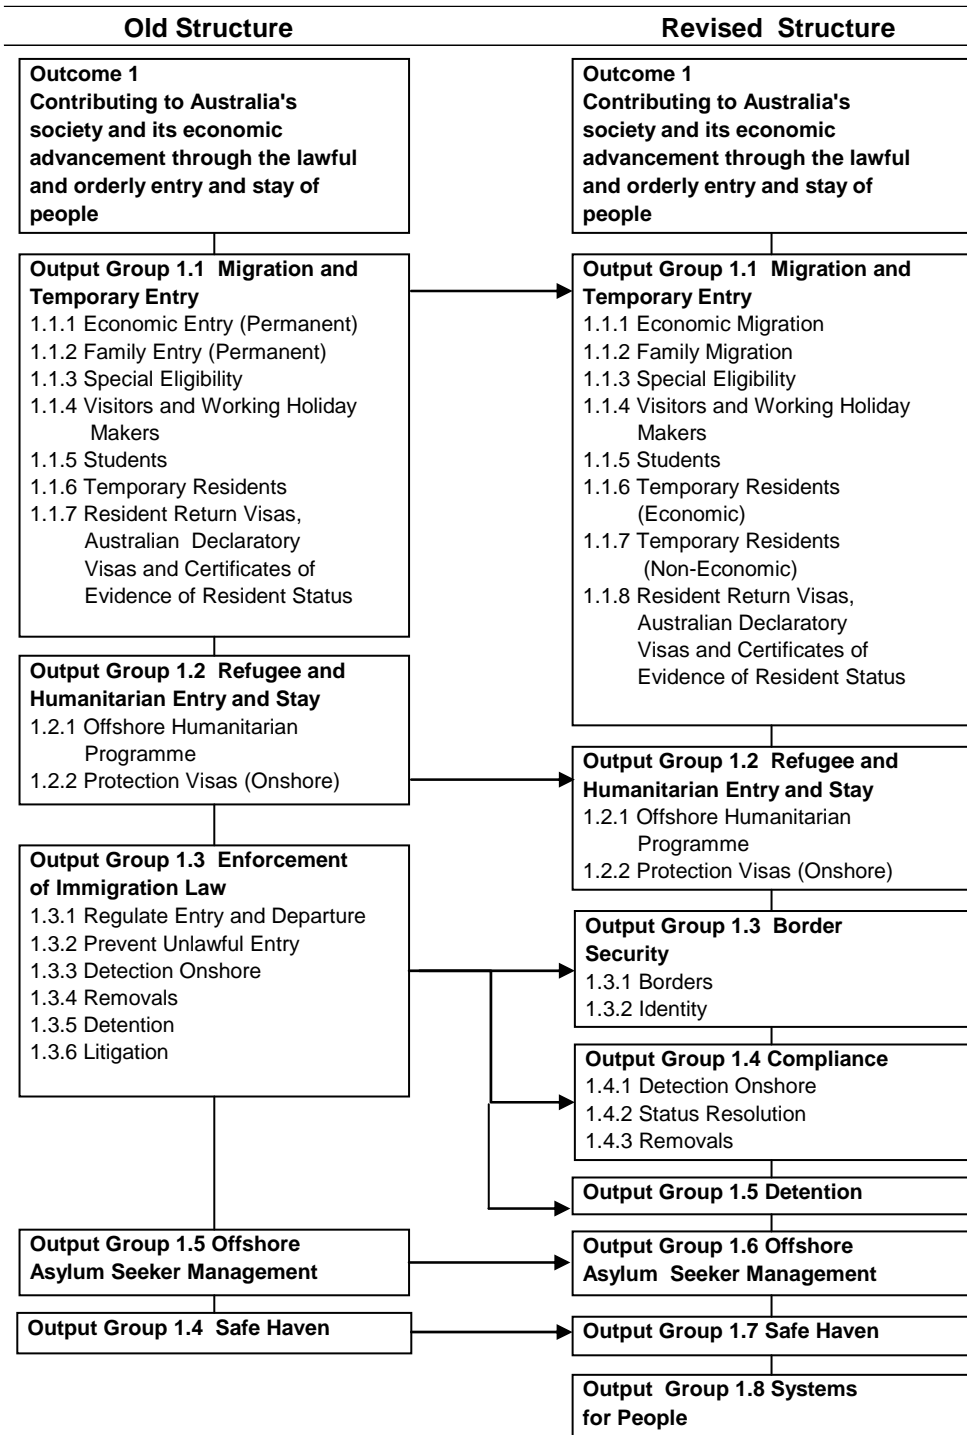 Old Structure
Revised Structure
Outcome 1
Contributing to Australia's
society and its economic
advancement through the lawful
and orderly entry and stay of
people
Output Group 1.1 Migration and
Temporary Entry
1.1.1 Economic Entry (Permanent)
1.1.2 Family Entry (Permanent)
1.1.3 Special Eligibility
1.1.4 Visitors and Working Holiday
Makers
1.1.5 Students
1.1.6 Temporary Residents
1.1.7 Resident Return Visas,
Australian Declaratory
Visas and Certificates of
Evidence of Resident Status
Output Group 1.2 Refugee and
Humanitarian Entry and Stay
1.2.1 Offshore Humanitarian
Programme
1.2.2 Protection Visas (Onshore)
Output Group 1.3 Enforcement
of Immigration Law
1.3.1 Regulate Entry and Departure
1.3.2 Prevent Unlawful Entry
1.3.3 Detection Onshore
1.3.4 Removals
1.3.5 Detention
1.3.6 Litigation
Output Group 1.5 Offshore
Asylum Seeker Management
Output Group 1.4 Safe Haven
Outcome 1
Contributing to Australia's
society and its economic
advancement through the lawful
and orderly entry and stay of
people
Output Group 1.1 Migration and
Temporary Entry
1.1.1 Economic Migration
1.1.2 Family Migration
1.1.3 Special Eligibility
1.1.4 Visitors and Working Holiday
Makers
1.1.5 Students
1.1.6 Temporary Residents
(Economic)
1.1.7 Temporary Residents
(Non-Economic)
1.1.8 Resident Return Visas,
Australian Declaratory
Visas and Certificates of
Evidence of Resident Status
Output Group 1.2 Refugee and
Humanitarian Entry and Stay
1.2.1 Offshore Humanitarian
Programme
1.2.2 Protection Visas (Onshore)
Output Group 1.3 Border
Security
1.3.1 Borders
1.3.2 Identity
Output Group 1.4 Compliance
1.4.1 Detection Onshore
1.4.2 Status Resolution
1.4.3 Removals
Output Group 1.5 Detention
Output Group 1.6 Offshore
Asylum Seeker Management
Output Group 1.7 Safe Haven
Output Group 1.8 Systems
for People